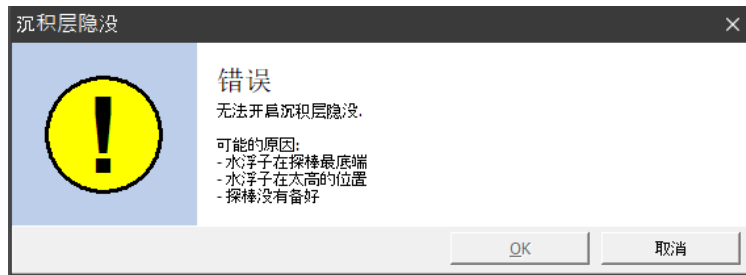 沉积层隐没
错误
无法开启沉积层隐没.
可能的原因:
- 水浮子在探棒最底端
- 水浮子在太高的位置
- 探棒没有备好
OK
取消